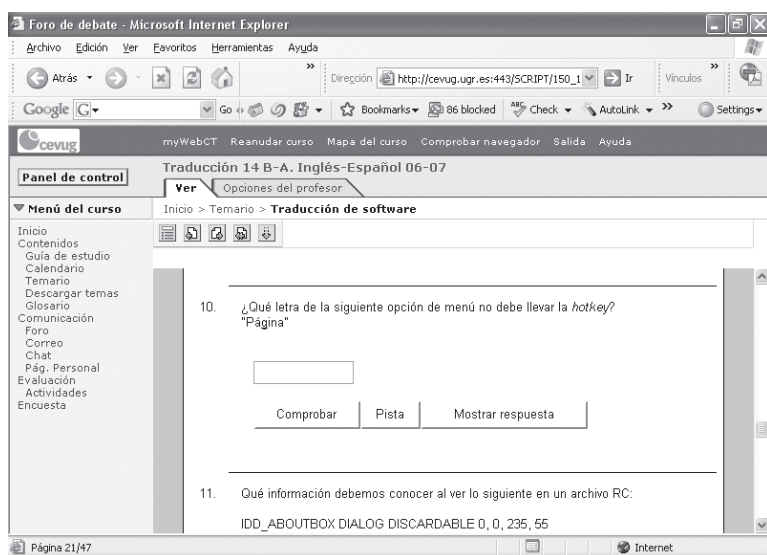 Foro de debate - Microsoft Internet Explorer
Archivo Edición Ver Favoritos Herramientas Ayuda
Atrás » Dirección http://cevug.ugr.es:443/SCRIPT/150_1 Ir Vínculos »
Google G Go Bookmarks 86 blocked ABC Check AutoLink » Settings
cevug myWebCT Reanudar curso Mapa del curso Comprobar navegador Salida Ayuda
Panel de control
Traducción 14 B-A. Inglés-Español 06-07
Ver Opciones del profesor
Menú del curso
Inicio > Temario > Traducción de software
Inicio
Contenidos
Guía de estudio
Calendario
Temario
Descargar temas
Glosario
Comunicación
Foro
Correo
Chat
Pág. Personal
Evaluación
Actividades
Encuesta
10. ¿Qué letra de la siguiente opción de menú no debe llevar la hotkey?
"Página"
Comprobar Pista Mostrar respuesta
11. Qué información debemos conocer al ver lo siguiente en un archivo RC:
IDD_ABOUTBOX DIALOG DISCARDABLE 0, 0, 235, 55
Página 21/47 Internet